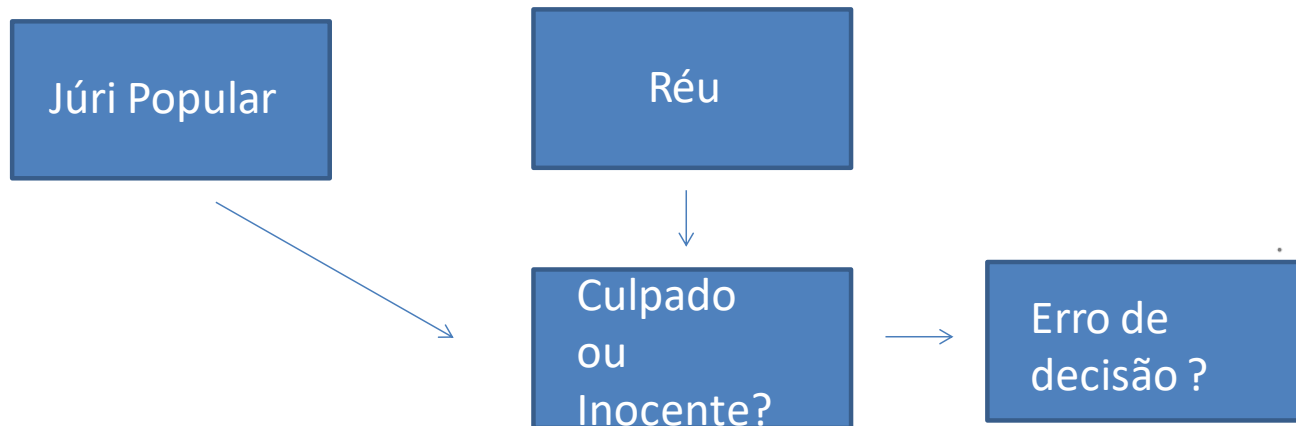 Júri Popular
Réu
Culpado
ou
Inocente?
Erro de
decisão ?